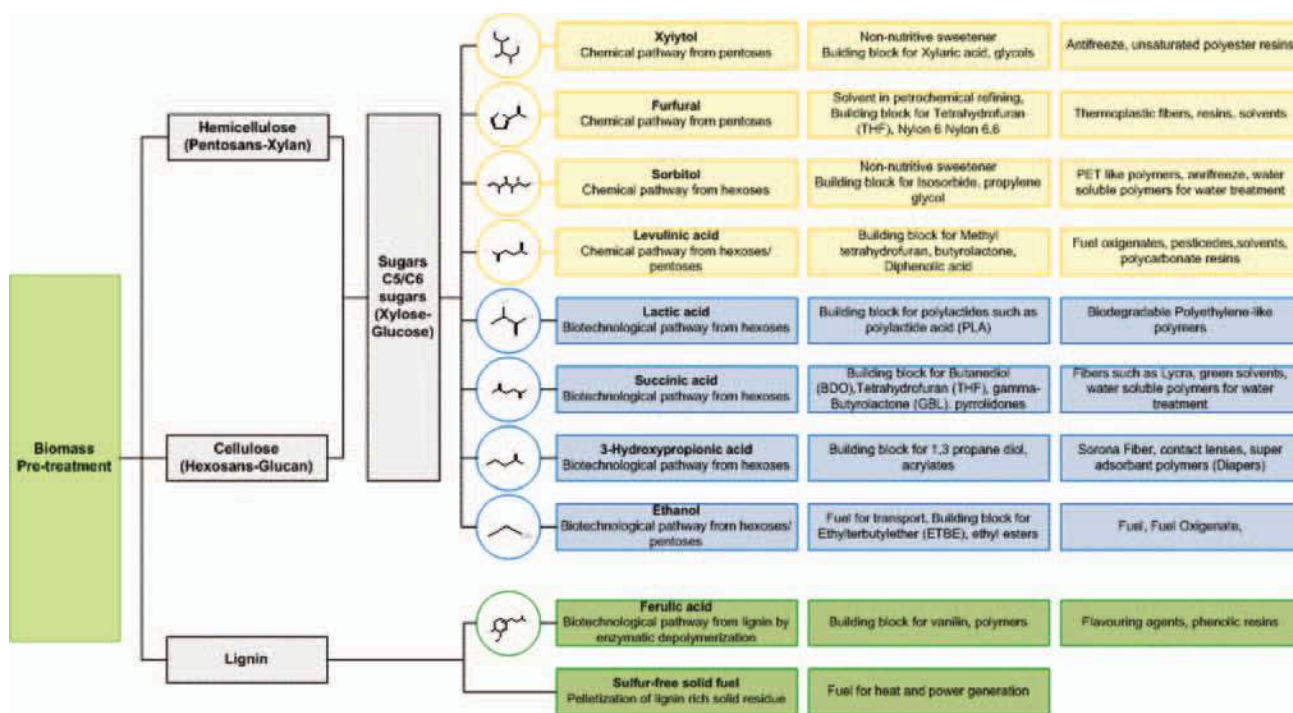 Biomass
Pre-treatment
Hemicellulose
(Pentosans-Xylan)
Cellulose
(Hexosans-Glucan)
Lignin
Sugars
C5/C6
sugars
(Xylose-
Glucose)
Xylytol
Chemical pathway from pentoses
Non-nutritive sweetener
Building block for Xylaric acid, glycols
Antifreeze, unsaturated polyester resins
Furfural
Chemical pathway from pentoses
Solvent in petrochemical refining,
Building block for Tetrahydrofuran
(THF), Nylon 6 Nylon 6,6
Thermoplastic fibers, resins, solvents
Sorbitol
Chemical pathway from hexoses
Non-nutritive sweetener
Building block for Isosorbide, propylene
glycol
PET like polymers, anrifreeze, water
soluble polymers for water treatment
Levulinic acid
Chemical pathway from hexoses/
pentoses
Building block for Methyl
tetrahydrofuran, butyrolactone,
Diphenolic acid
Fuel oxigenates, pesticedes,solvents,
polycarbonate resins
Lactic acid
Biotechnological pathway from hexoses
Building block for polylactides such as
polylactide acid (PLA)
Biodegradable Polyethylene-like
polymers
Succinic acid
Biotechnological pathway from hexoses
Building block for Butanediol
(BDO),Tetrahydrofuran (THF), gamma-
Butyrolactone (GBL). pyrrolidones
Fibers such as Lycra, green solvents,
water soluble polymers for water
treatment
3-Hydroxypropionic acid
Biotechnological pathway from hexoses
Building block for 1,3 propane diol,
acrylates
Sorona Fiber, contact lenses, super
adsorbant polymers (Diapers)
Ethanol
Biotechnological pathway from hexoses/
pentoses
Fuel for transport, Building block for
Ethylterbutylether (ETBE), ethyl esters
Fuel, Fuel Oxigenate,
Ferulic acid
Biotechnological pathway from lignin by
enzymatic depolymerization
Building block for vanilin, polymers
Flavouring agents, phenolic resins
Sulfur-free solid fuel
Pelletization of lignin rich solid residue
Fuel for heat and power generation